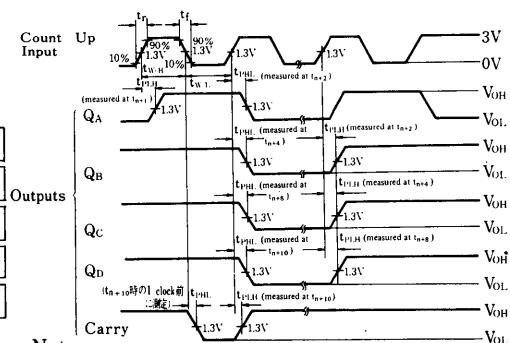 tr tf
Count Up
Input
90% 90%
1.3V 1.3V 1.3V 1.3V
10% 10%
3V
0V
tW·H tW·L
tPLH tPHL (measured at tn+2)
(measured at tn+1)
1.3V 1.3V
QA
VOH
VOL
tPHL (measured at tn+4)
tPLH (measured at tn+2)
1.3V 1.3V
QB
VOH
VOL
tPHL (measured at tn+8)
tPLH (measured at tn+4)
1.3V 1.3V
Outputs
QC
VOH
VOL
tPHL (measured at tn+10)
tPLH (measured at tn+8)
1.3V 1.3V
QD
VOH
VOL
(tn+10時の1 clock前に測定)
tPHL tPLH (measured at tn+10)
1.3V 1.3V
Carry
VOH
VOL